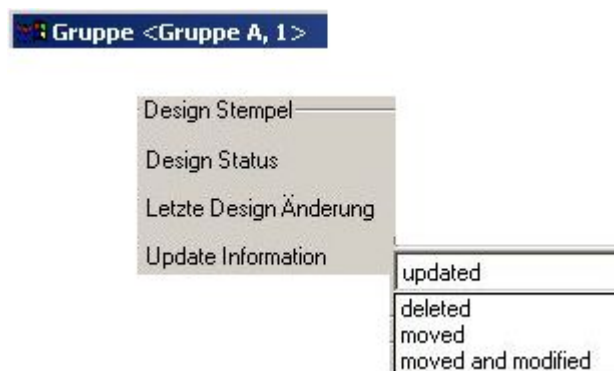 Gruppe <Gruppe A, 1>
Design Stempel
Design Status
Letzte Design Änderung
Update Information
updated
deleted
moved
moved and modified